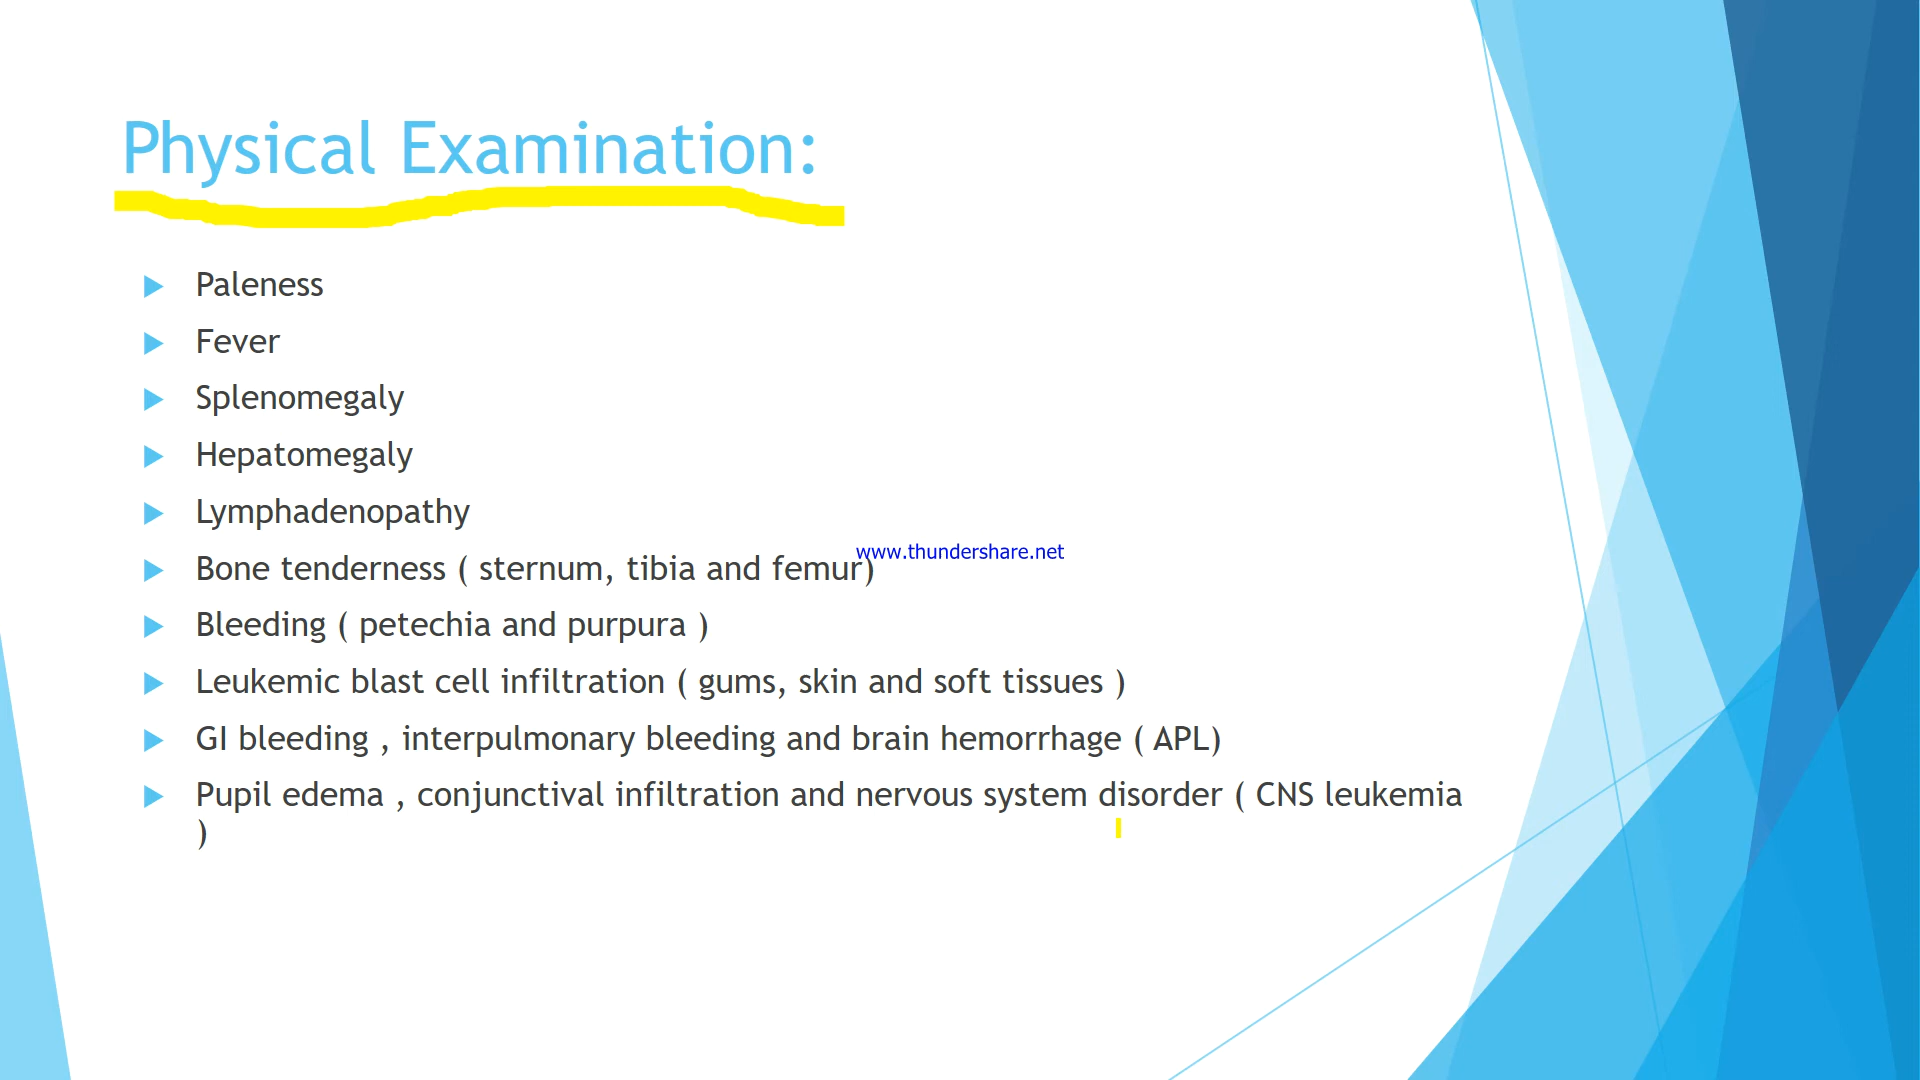 Physical Examination:
Paleness
Fever
Splenomegaly
Hepatomegaly
Lymphadenopathy
www.thundershare.net
Bone tenderness ( sternum, tibia and femur)
Bleeding ( petechia and purpura )
Leukemic blast cell infiltration ( gums, skin and soft tissues )
GI bleeding , interpulmonary bleeding and brain hemorrhage ( APL)
Pupil edema , conjunctival infiltration and nervous system disorder ( CNS leukemia
)